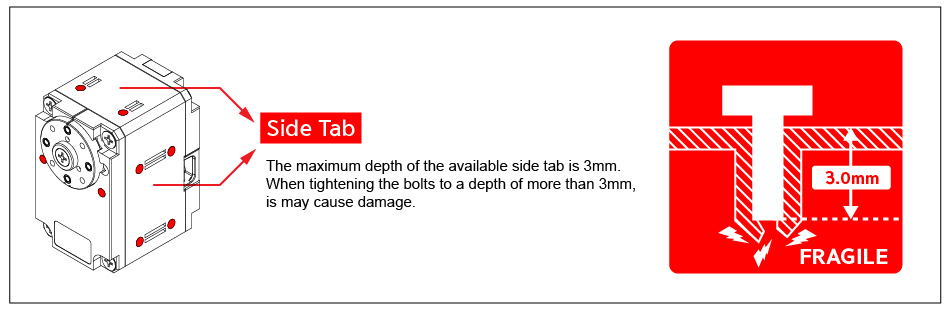 Side Tab
The maximum depth of the available side tab is 3mm.
When tightening the bolts to a depth of more than 3mm,
is may cause damage.
3.0mm
FRAGILE